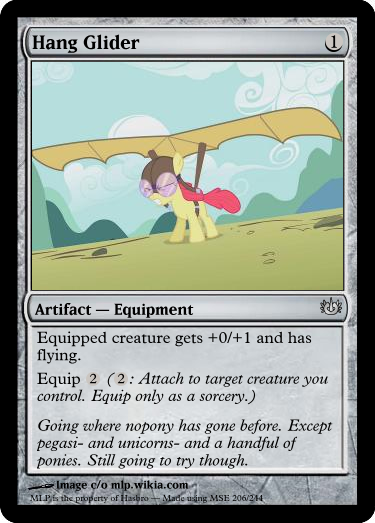 Hang Glider 1
Artifact — Equipment
Equipped creature gets +0/+1 and has
flying.
Equip 2 (2: Attach to target creature you
control. Equip only as a sorcery.)
Going where nopony has gone before. Except
pegasi- and unicorns- and a handful of
ponies. Still going to try though.
Image c/o mlp.wikia.com
MLP is the property of Hasbro — Made using MSE 206/244